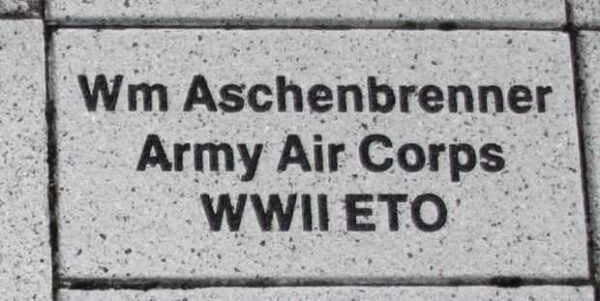 Wm Aschenbrenner
Army Air Corps
WWII ETO